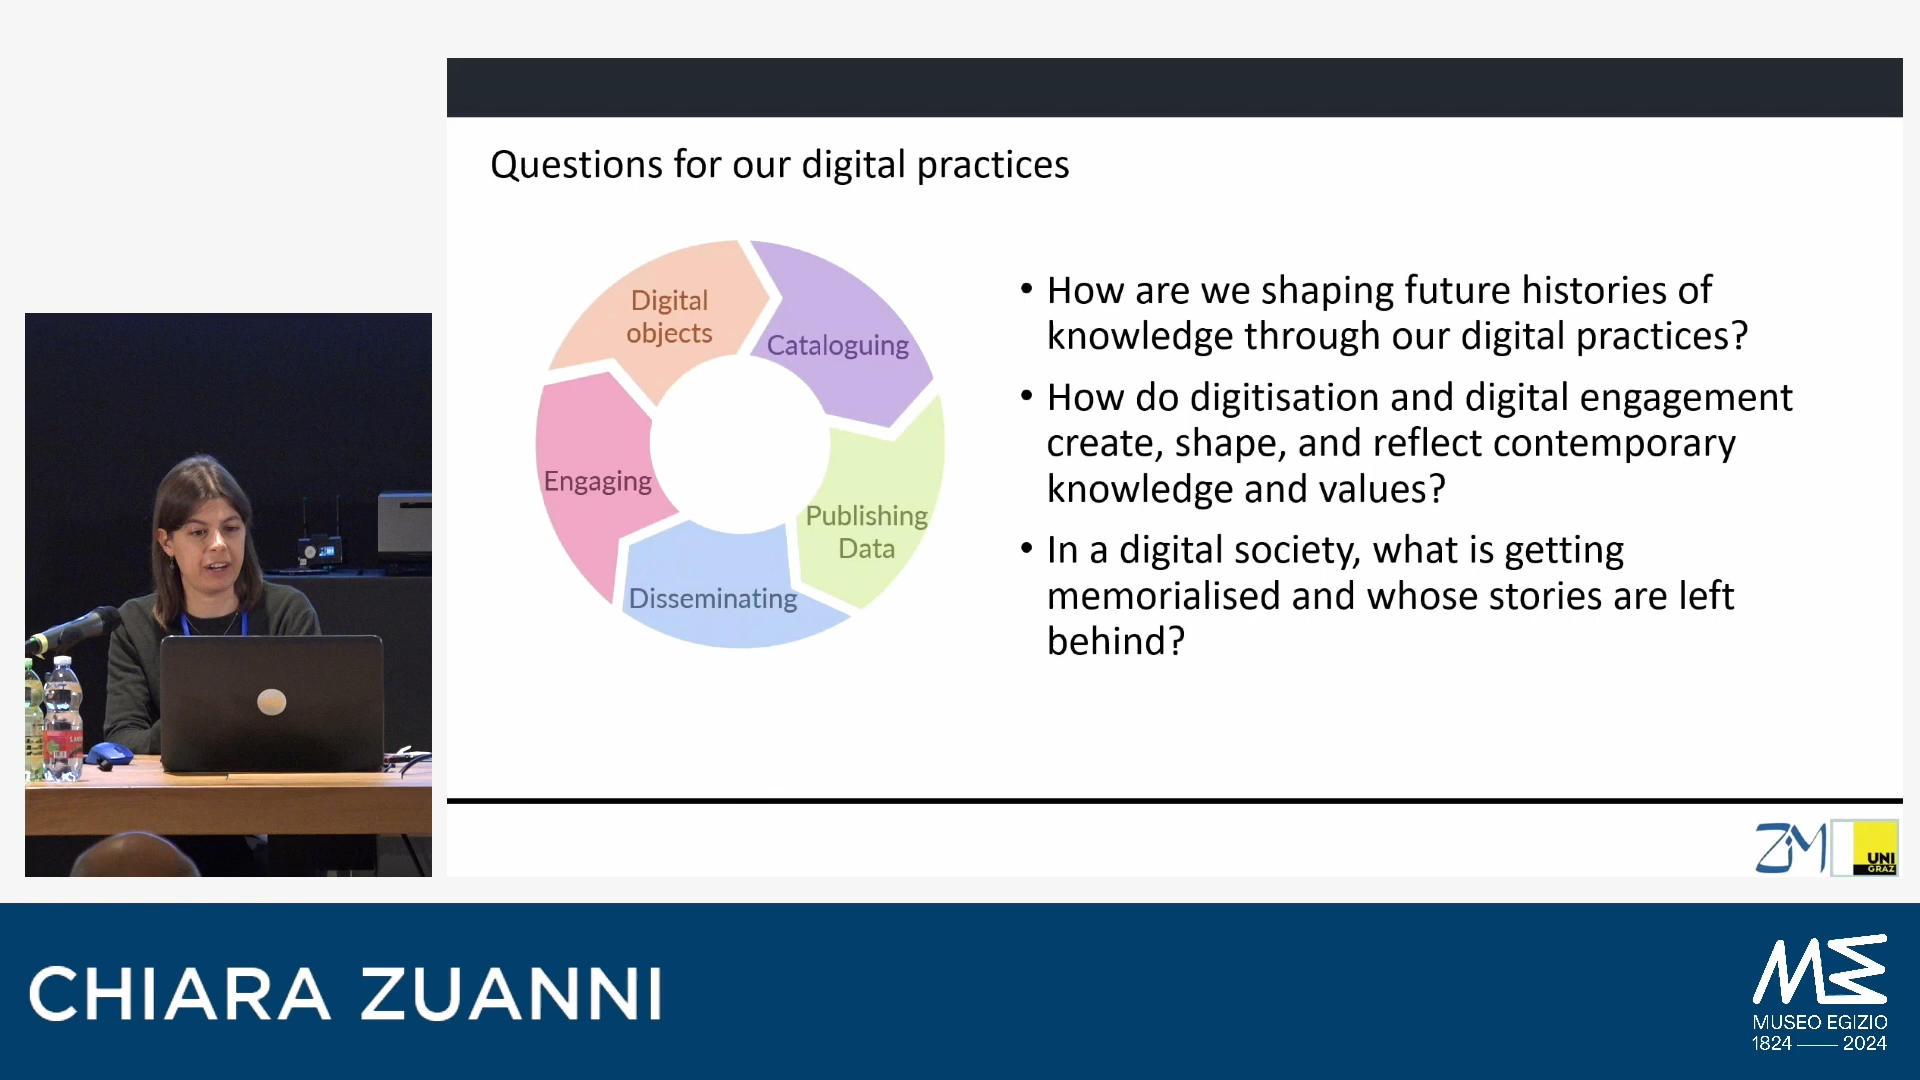 Questions for our digital practices
Digital
objects
Cataloguing
Publishing
Data
Disseminating
Engaging
• How are we shaping future histories of
knowledge through our digital practices?
• How do digitisation and digital engagement
create, shape, and reflect contemporary
knowledge and values?
• In a digital society, what is getting
memorialised and whose stories are left
behind?
ZIM
UNI
GRAZ
CHIARA ZUANNI
ME
MUSEO EGIZIO
1824 — 2024